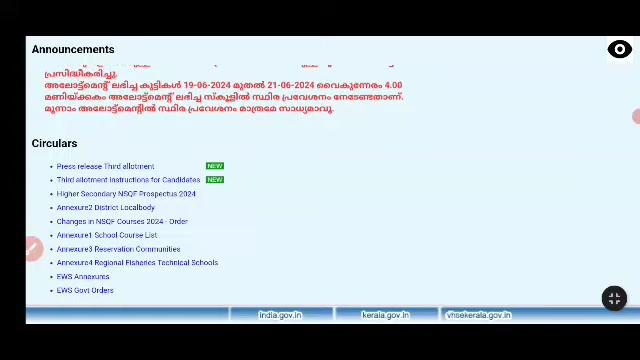 Announcements
പ്രസിദ്ധീകരിച്ചു.
അലോട്ട്മെന്റ് ലഭിച്ച കുട്ടികൾ 19-06-2024 മുതൽ 21-06-2024 വൈകുന്നേരം 4.00
മണിയ്ക്കകം അലോട്ട്മെന്റ് ലഭിച്ച സ്കൂളിൽ സ്ഥിര പ്രവേശനം നേടേണ്ടതാണ്.
മൂന്നാം അലോട്ട്മെന്റിൽ സ്ഥിര പ്രവേശനം മാത്രമേ സാധ്യമാവൂ.
Circulars
Press release Third allotment NEW
Third allotment instructions for Candidates NEW
Higher Secondary NSQF Prospectus 2024
Annexure2 District Localbody
Changes in NSQF Courses 2024 - Order
Annexure1 School Course List
Annexure3 Reservation Communities
Annexure4 Regional Fisheries Technical Schools
EWS Annexures
EWS Govt Orders
india.gov.in kerala.gov.in vhsekerala.gov.in